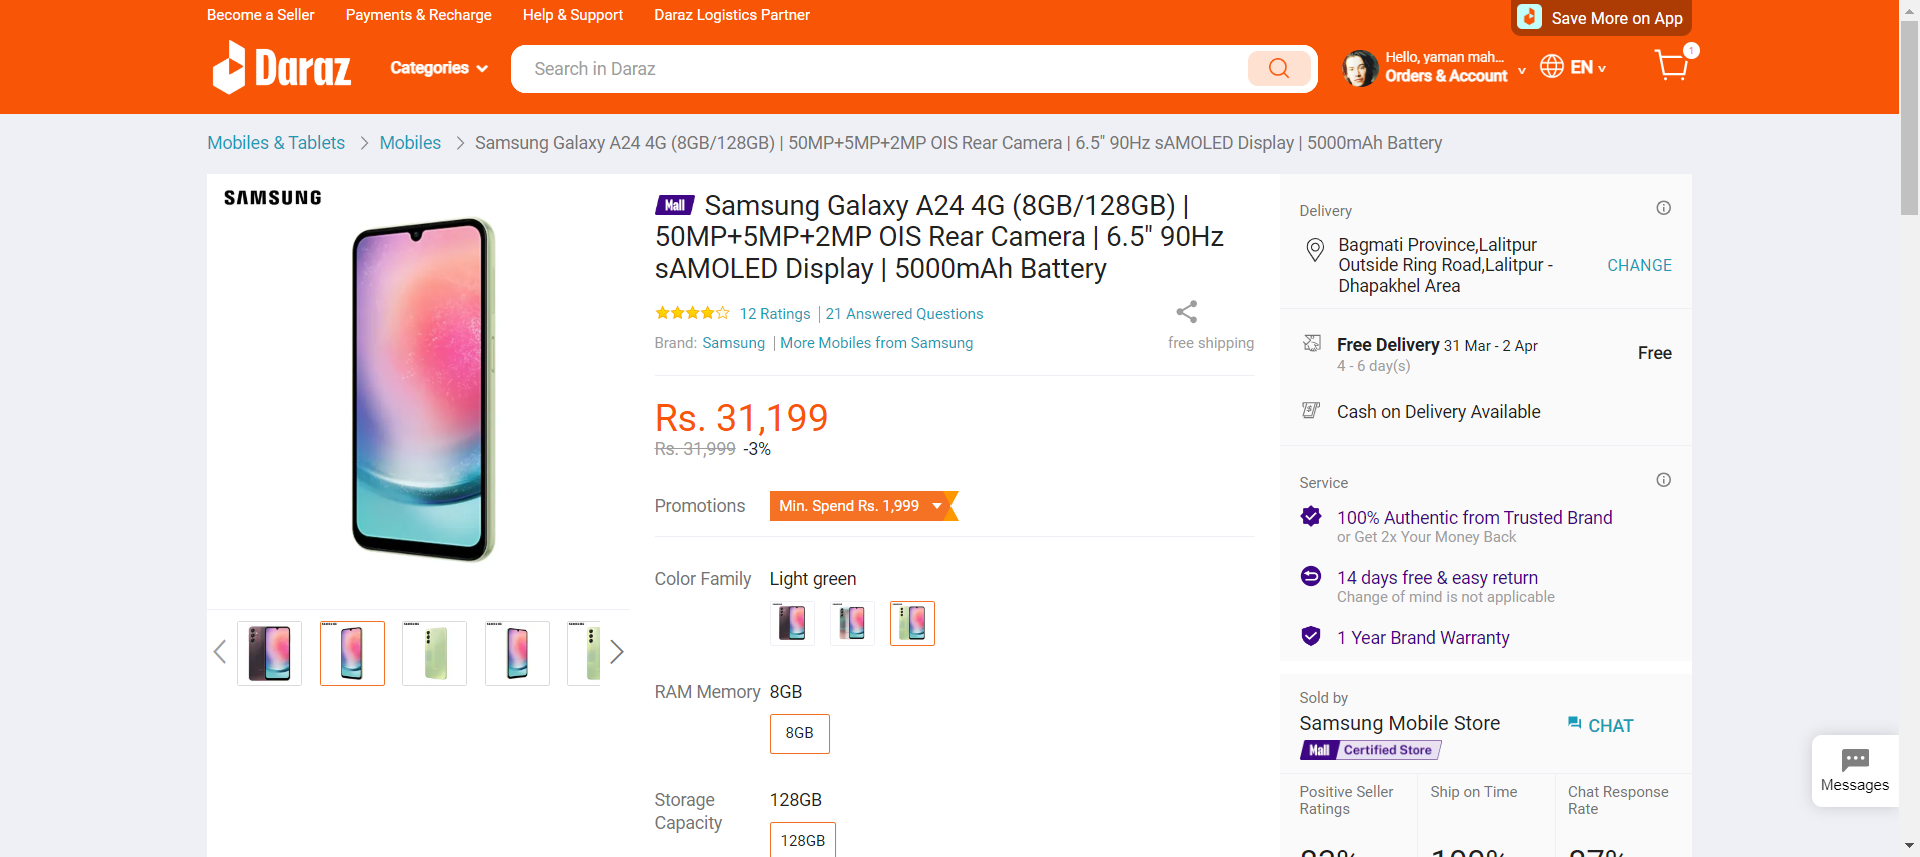 Become a Seller Payments & Recharge Help & Support Daraz Logistics Partner
Save More on App
Daraz
Categories
Search in Daraz
Hello, yaman mah...
Orders & Account
EN
1
Mobiles & Tablets Mobiles Samsung Galaxy A24 4G (8GB/128GB) | 50MP+5MP+2MP OIS Rear Camera | 6.5" 90Hz sAMOLED Display | 5000mAh Battery
SAMSUNG
Mall Samsung Galaxy A24 4G (8GB/128GB) |
50MP+5MP+2MP OIS Rear Camera | 6.5" 90Hz
sAMOLED Display | 5000mAh Battery
12 Ratings | 21 Answered Questions
Brand: Samsung | More Mobiles from Samsung
free shipping
Rs. 31,199
Rs. 31,999 -3%
Promotions Min. Spend Rs. 1,999
Color Family Light green
RAM Memory 8GB
8GB
Storage
Capacity
128GB
128GB
Delivery
Bagmati Province,Lalitpur
Outside Ring Road,Lalitpur -
Dhapakhel Area
CHANGE
Free Delivery 31 Mar - 2 Apr
4 - 6 day(s)
Free
Cash on Delivery Available
Service
100% Authentic from Trusted Brand
or Get 2x Your Money Back
14 days free & easy return
Change of mind is not applicable
1 Year Brand Warranty
Sold by
Samsung Mobile Store
CHAT
Mall Certified Store
Positive Seller
Ratings
Ship on Time
Chat Response
Rate
Messages